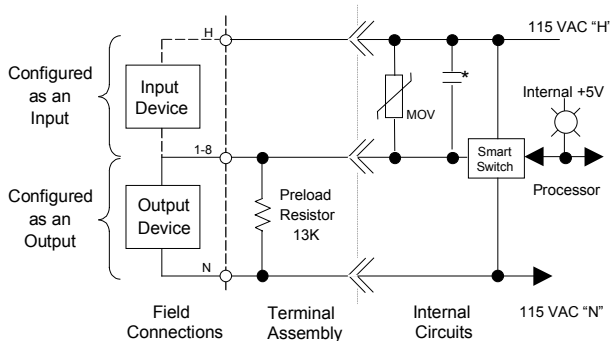 H
115 VAC "H'
Configured
as an
Input
Input
Device
MOV
*
Internal +5V
1-8
Smart
Switch
Processor
Configured
as an
Output
Output
Device
Preload
Resistor
13K
N
115 VAC "N"
Field
Connections
Terminal
Assembly
Internal
Circuits